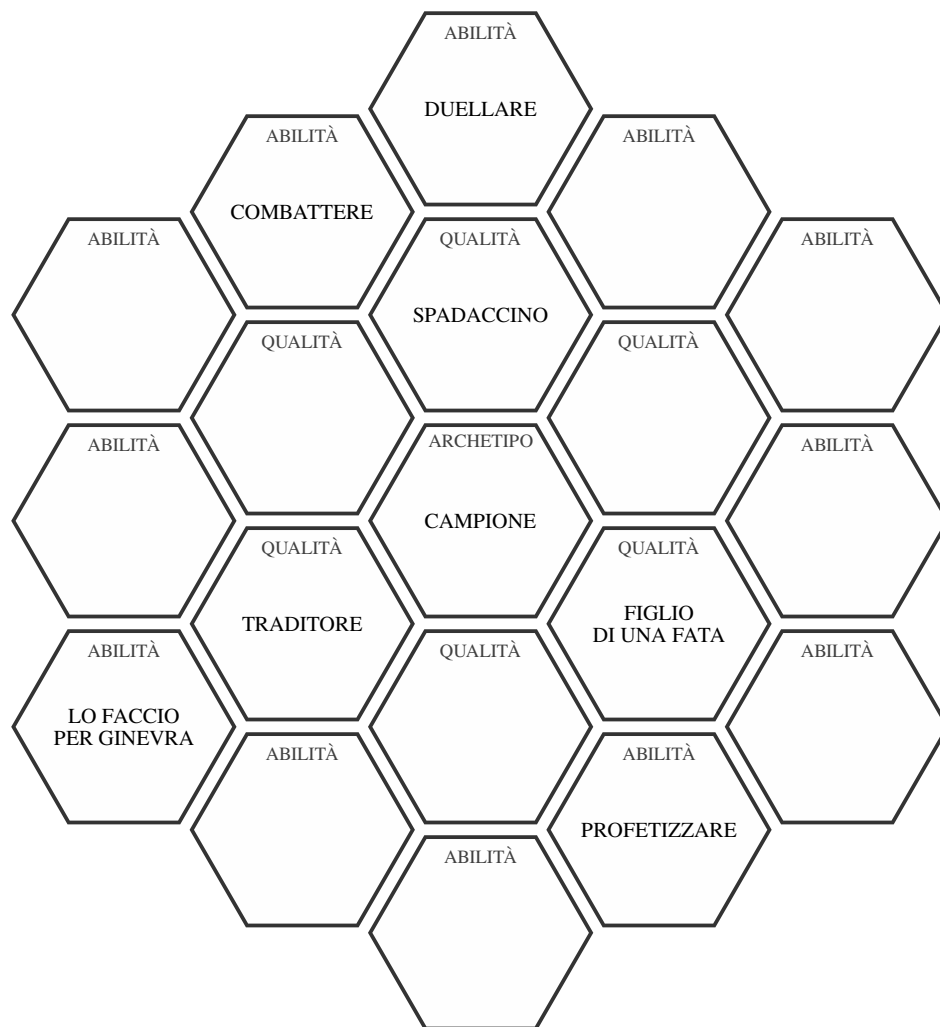 ABILITÀ
DUELLARE
ABILITÀ
COMBATTERE
ABILITÀ
ABILITÀ
QUALITÀ
SPADACCINO
ABILITÀ
QUALITÀ
QUALITÀ
ABILITÀ
ARCHETIPO
CAMPIONE
ABILITÀ
QUALITÀ
TRADITORE
QUALITÀ
FIGLIO
DI UNA FATA
ABILITÀ
LO FACCIO
PER GINEVRA
QUALITÀ
ABILITÀ
ABILITÀ
ABILITÀ
PROFETIZZARE
ABILITÀ